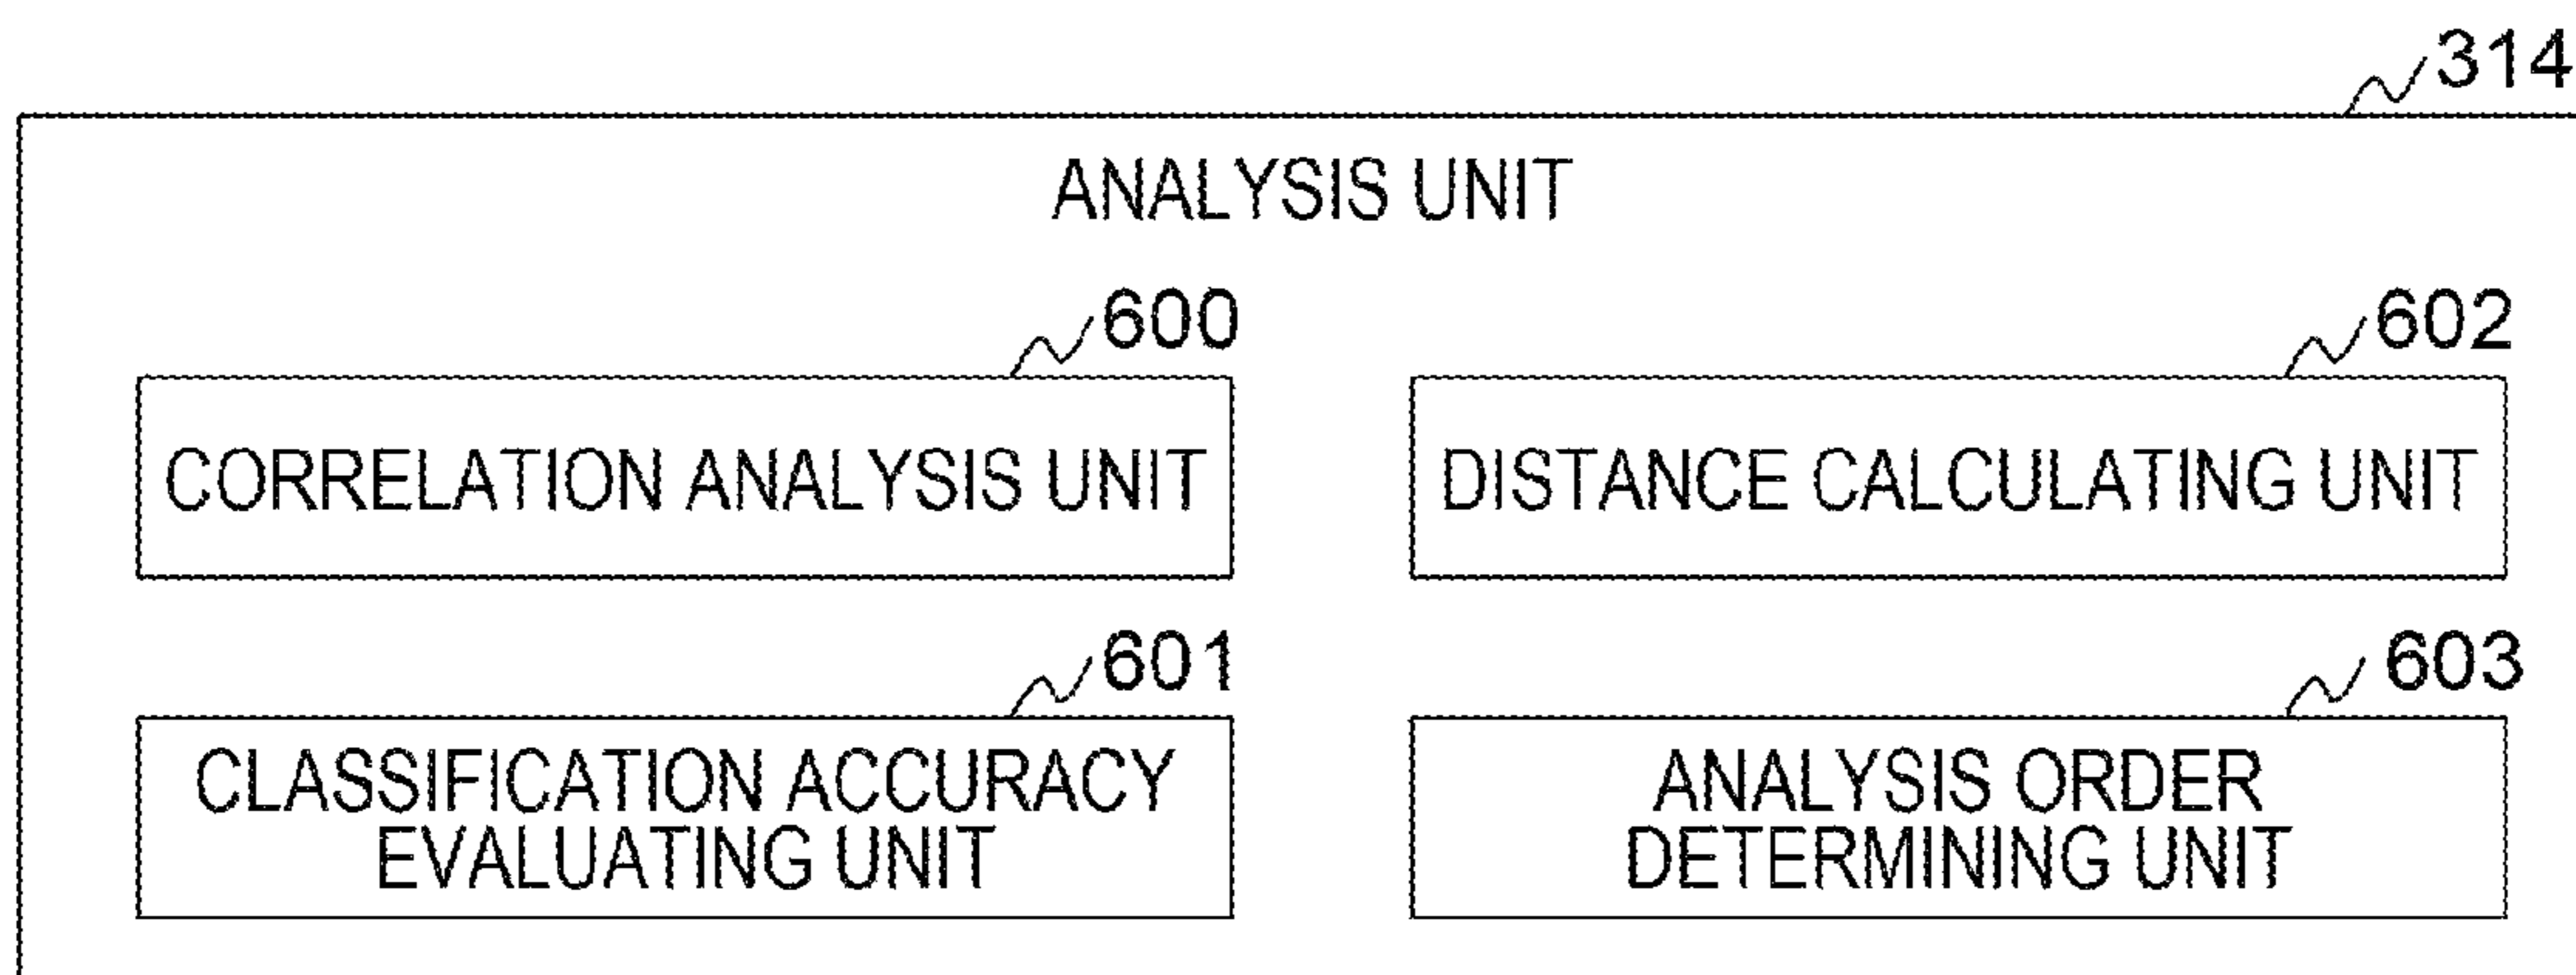 314
ANALYSIS UNIT
600
CORRELATION ANALYSIS UNIT
602
DISTANCE CALCULATING UNIT
601
CLASSIFICATION ACCURACY
EVALUATING UNIT
603
ANALYSIS ORDER
DETERMINING UNIT